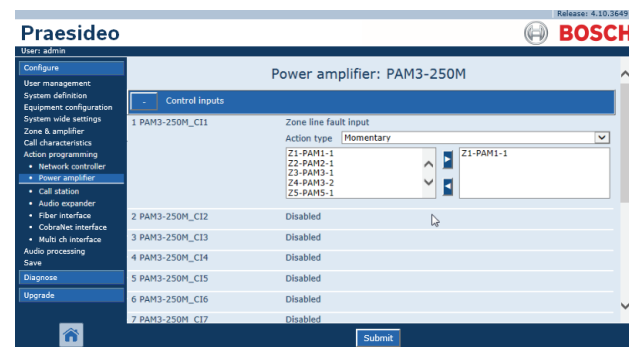 Release: 4.10.3649
Praesideo
BOSCH
User: admin
Configure
User management
System definition
Equipment configuration
System wide settings
Zone & amplifier
Call characteristics
Action programming
• Network controller
• Power amplifier
• Call station
• Audio expander
• Fiber interface
• CobraNet interface
• Multi ch interface
Audio processing
Save
Diagnose
Upgrade
Power amplifier: PAM3-250M
- Control inputs
1 PAM3-250M_CI1 Zone line fault input
Action type Momentary
Z1-PAM1-1
Z2-PAM2-1
Z3-PAM3-1
Z4-PAM3-2
Z5-PAM5-1
Z1-PAM1-1
2 PAM3-250M_CI2 Disabled
3 PAM3-250M_CI3 Disabled
4 PAM3-250M_CI4 Disabled
5 PAM3-250M_CI5 Disabled
6 PAM3-250M_CI6 Disabled
7 PAM3-250M_CI7 Disabled
Submit